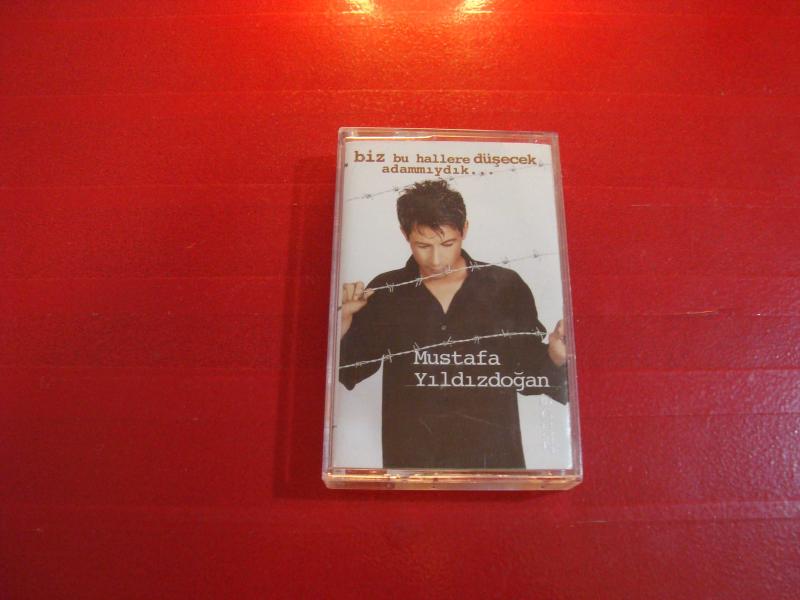 biz bu hallere düşecek
adammıydık...
Mustafa
Yıldızdoğan